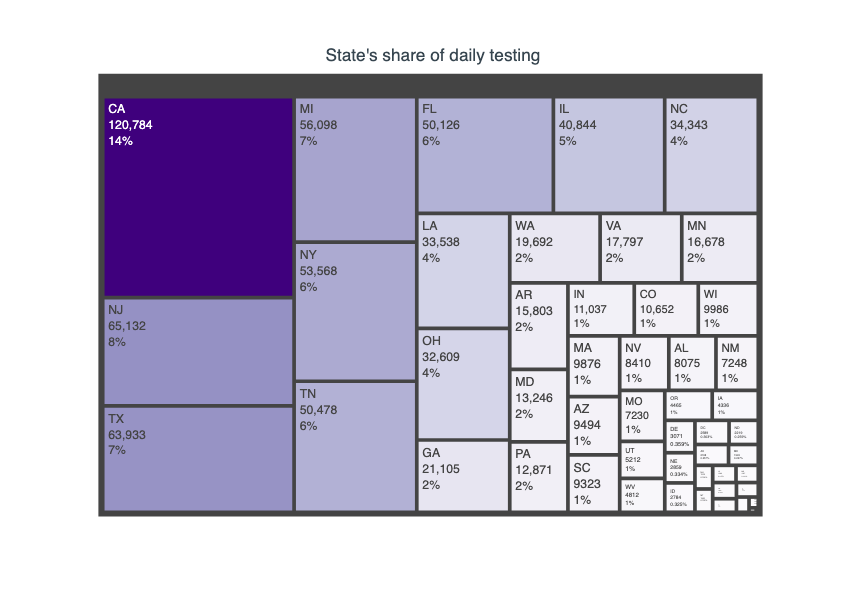 State's share of daily testing
CA
120,784
14%
NJ
65,132
8%
TX
63,933
7%
MI
56,098
7%
NY
53,568
6%
TN
50,478
6%
FL
50,126
6%
IL
40,844
5%
NC
34,343
4%
LA
33,538
4%
OH
32,609
4%
GA
21,105
2%
WA
19,692
2%
VA
17,797
2%
MN
16,678
2%
AR
15,803
2%
MD
13,246
2%
PA
12,871
2%
IN
11,037
1%
CO
10,652
1%
WI
9986
1%
MA
9876
1%
AZ
9494
1%
SC
9323
1%
NV
8410
1%
AL
8075
1%
NM
7248
1%
MO
7230
1%
UT
5212
1%
WV
4812
1%
OR
4465
1%
IA
4336
1%
DE
3071
0.359%
NE
2859
0.334%
ID
2784
0.325%